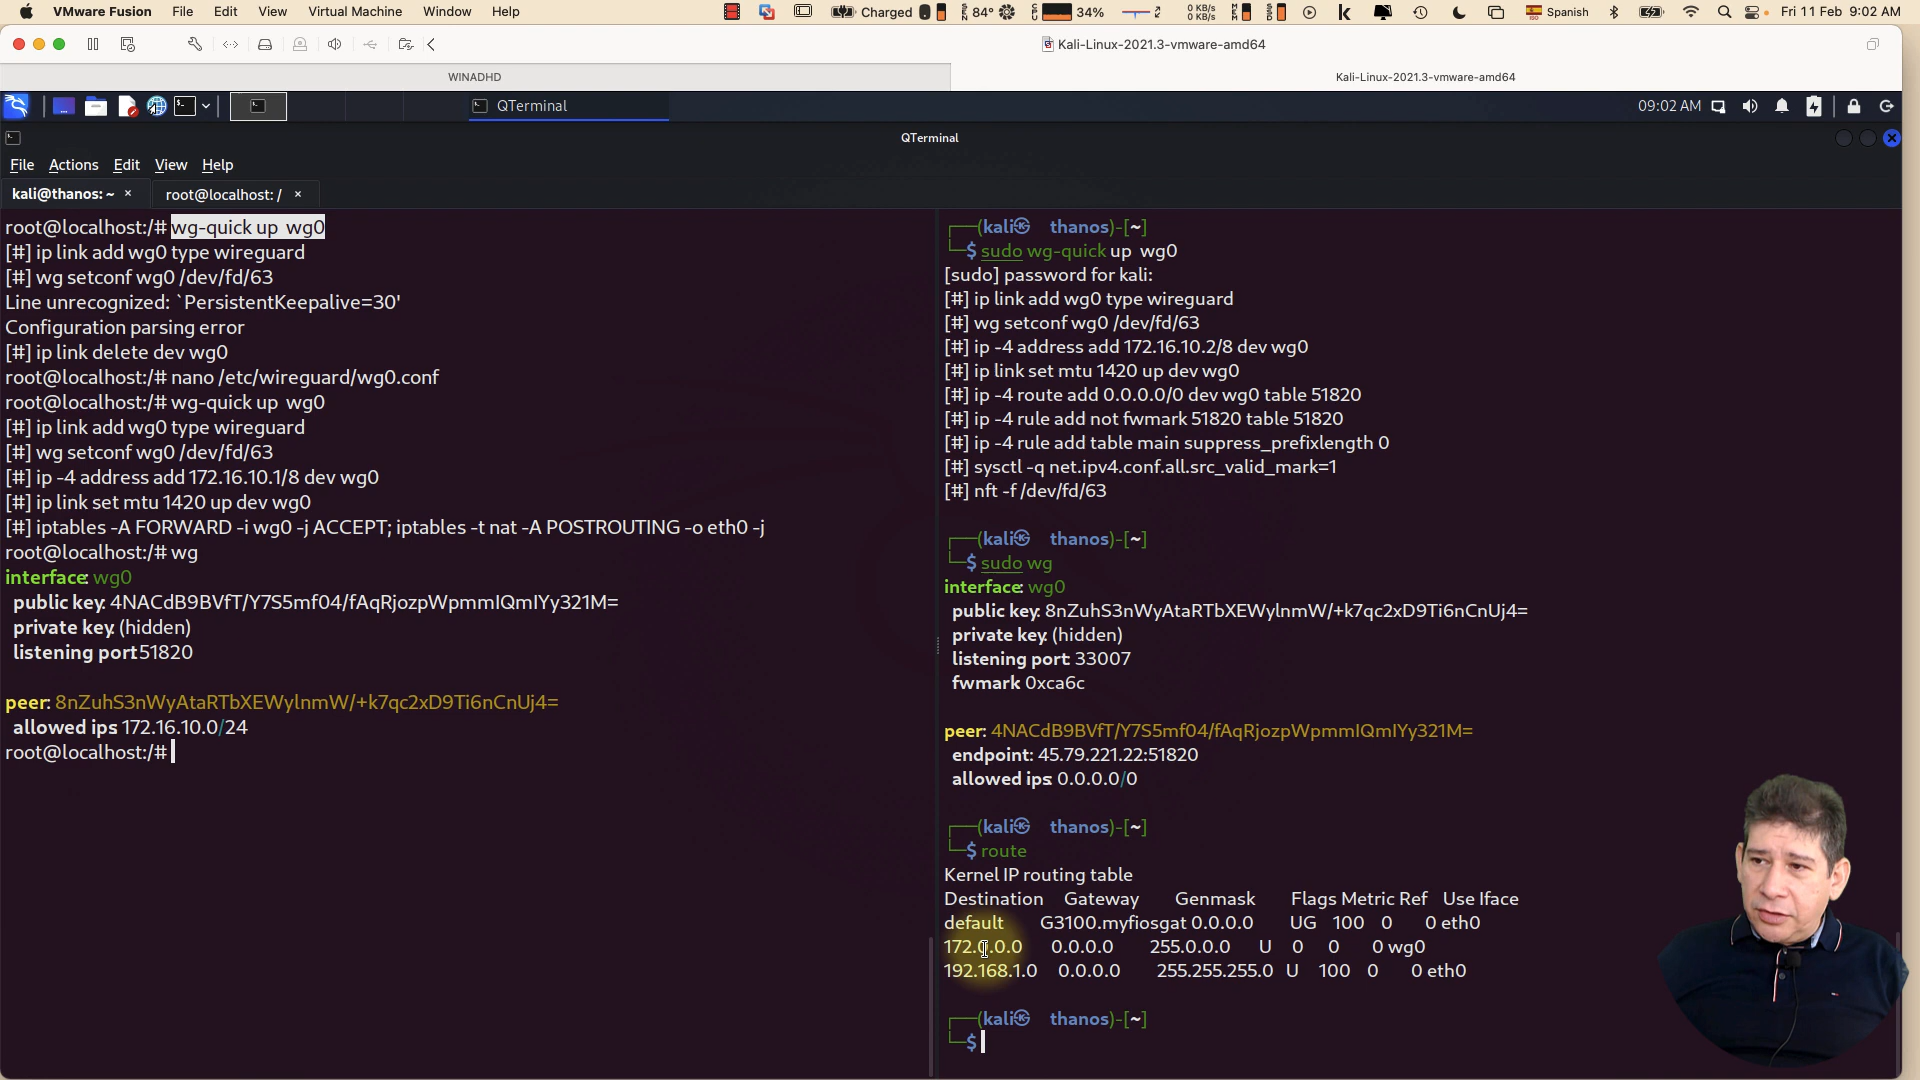 VMware Fusion File Edit View Virtual Machine Window Help Charged 84° 34% 0 KB/s 0 KB/s Spanish Fri 11 Feb 9:02 AM
Kali-Linux-2021.3-vmware-amd64
WINADHD Kali-Linux-2021.3-vmware-amd64
QTerminal 09:02 AM
QTerminal
File Actions Edit View Help
kali@thanos: ~ × root@localhost: / ×
root@localhost:/# wg-quick up wg0
[#] ip link add wg0 type wireguard
[#] wg setconf wg0 /dev/fd/63
Line unrecognized: `PersistentKeepalive=30'
Configuration parsing error
[#] ip link delete dev wg0
root@localhost:/# nano /etc/wireguard/wg0.conf
root@localhost:/# wg-quick up wg0
[#] ip link add wg0 type wireguard
[#] wg setconf wg0 /dev/fd/63
[#] ip -4 address add 172.16.10.1/8 dev wg0
[#] ip link set mtu 1420 up dev wg0
[#] iptables -A FORWARD -i wg0 -j ACCEPT; iptables -t nat -A POSTROUTING -o eth0 -j
root@localhost:/# wg
interface: wg0
public key: 4NACdB9BVfT/Y7S5mf04/fAqRjozpWpmmIQmIYy321M=
private key: (hidden)
listening port: 51820
peer: 8nZuhS3nWyAtaRTbXEWylnmW/+k7qc2xD9Ti6nCnUj4=
allowed ips: 172.16.10.0/24
root@localhost:/#
┌──(kali㉿thanos)-[~]
└─$ sudo wg-quick up wg0
[sudo] password for kali:
[#] ip link add wg0 type wireguard
[#] wg setconf wg0 /dev/fd/63
[#] ip -4 address add 172.16.10.2/8 dev wg0
[#] ip link set mtu 1420 up dev wg0
[#] ip -4 route add 0.0.0.0/0 dev wg0 table 51820
[#] ip -4 rule add not fwmark 51820 table 51820
[#] ip -4 rule add table main suppress_prefixlength 0
[#] sysctl -q net.ipv4.conf.all.src_valid_mark=1
[#] nft -f /dev/fd/63
┌──(kali㉿thanos)-[~]
└─$ sudo wg
interface: wg0
public key: 8nZuhS3nWyAtaRTbXEWylnmW/+k7qc2xD9Ti6nCnUj4=
private key: (hidden)
listening port: 33007
fwmark: 0xca6c
peer: 4NACdB9BVfT/Y7S5mf04/fAqRjozpWpmmIQmIYy321M=
endpoint: 45.79.221.22:51820
allowed ips: 0.0.0.0/0
┌──(kali㉿thanos)-[~]
└─$ route
Kernel IP routing table
Destination Gateway Genmask Flags Metric Ref Use Iface
default G3100.myfiosgat 0.0.0.0 UG 100 0 0 eth0
172.0.0.0 0.0.0.0 255.0.0.0 U 0 0 0 wg0
192.168.1.0 0.0.0.0 255.255.255.0 U 100 0 0 eth0
┌──(kali㉿thanos)-[~]
└─$